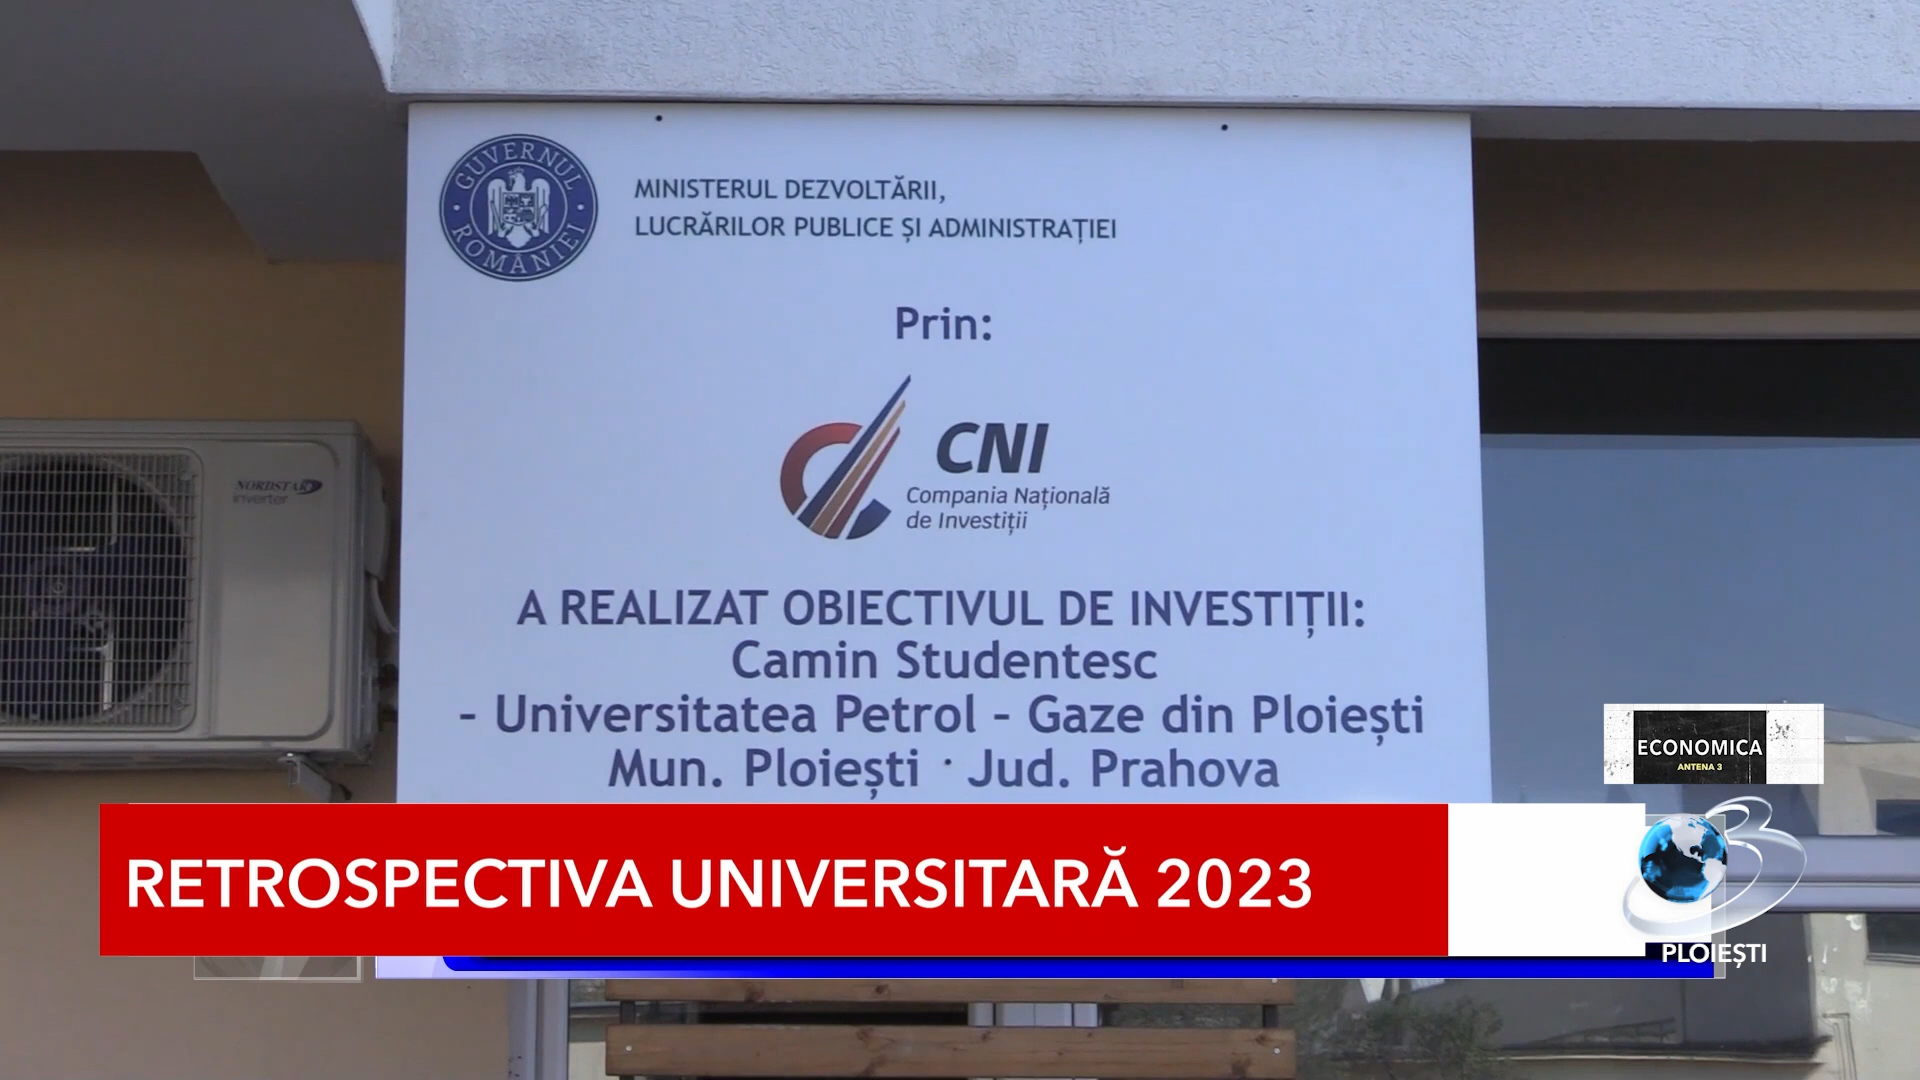 GUVERNUL ROMÂNIEI
MINISTERUL DEZVOLTĂRII,
LUCRĂRILOR PUBLICE ȘI ADMINISTRAȚIEI
Prin:
CNI
Compania Națională
de Investiții
A REALIZAT OBIECTIVUL DE INVESTIȚII:
Camin Studentesc
- Universitatea Petrol - Gaze din Ploiești
Mun. Ploiești · Jud. Prahova
NORDSTAR
inverter
ECONOMICA
ANTENA 3
RETROSPECTIVA UNIVERSITARĂ 2023
3
PLOIEȘTI